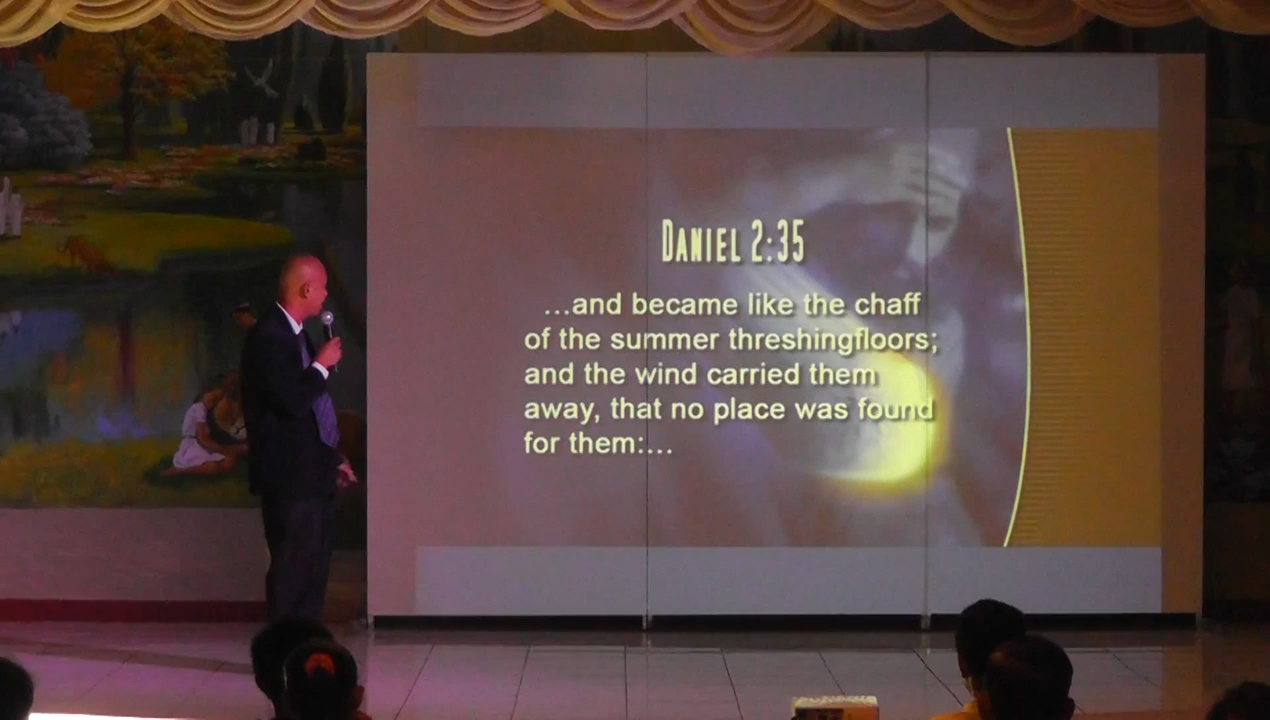 DANIEL 2:35
...and became like the chaff
of the summer threshingfloors;
and the wind carried them
away, that no place was found
for them:...